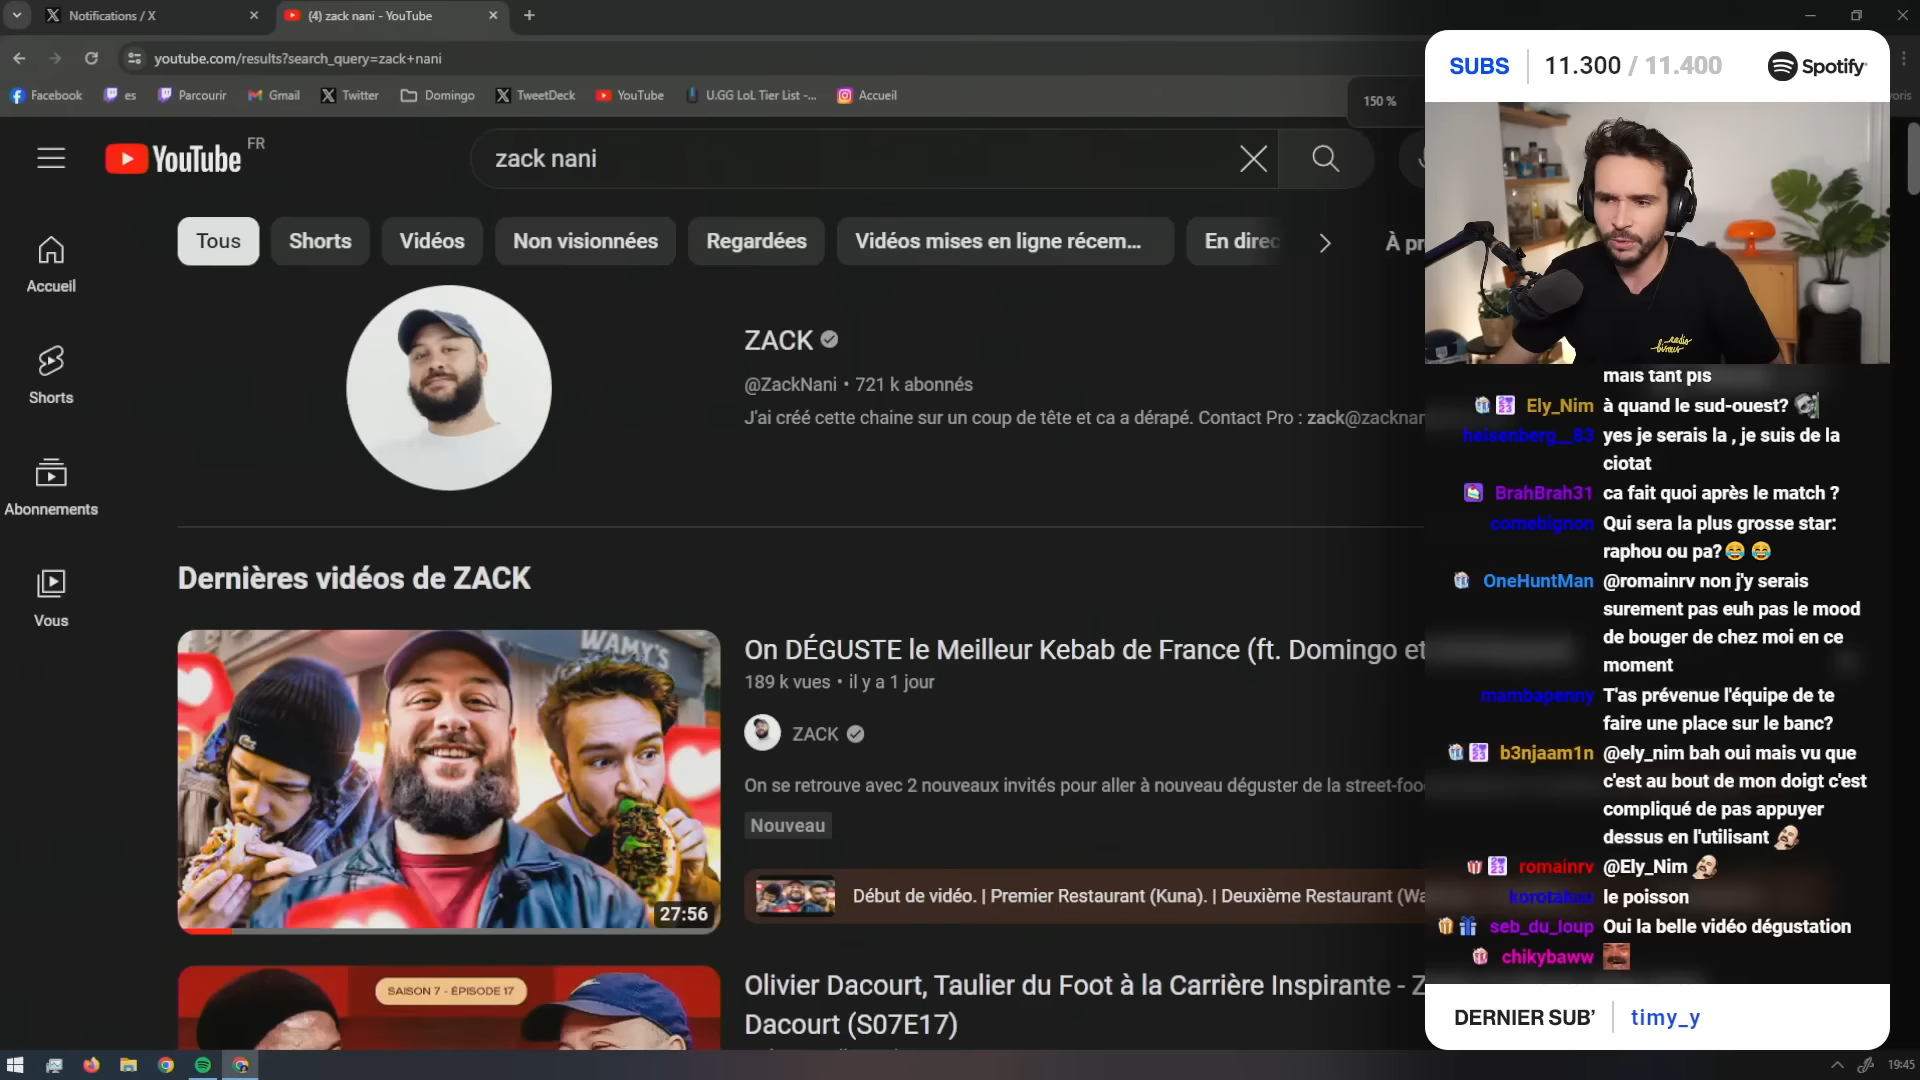 Notifications / X
(4) zack nani - YouTube
youtube.com/results?search_query=zack+nani
Facebook
es
Parcourir
Gmail
Twitter
Domingo
TweetDeck
YouTube
U.GG LoL Tier List -...
Accueil
150 %
YouTube FR
zack nani
Tous
Shorts
Vidéos
Non visionnées
Regardées
Vidéos mises en ligne récem...
En direc
À pr
Accueil
Shorts
Abonnements
Vous
ZACK
@ZackNani • 721 k abonnés
J'ai créé cette chaine sur un coup de tête et ca a dérapé. Contact Pro : zack@zacknan
Dernières vidéos de ZACK
WAMY'S
27:56
On DÉGUSTE le Meilleur Kebab de France (ft. Domingo et
189 k vues • il y a 1 jour
ZACK
On se retrouve avec 2 nouveaux invités pour aller à nouveau déguster de la street-foo
Nouveau
Début de vidéo. | Premier Restaurant (Kuna). | Deuxième Restaurant (Wa
SAISON 7 - ÉPISODE 17
Olivier Dacourt, Taulier du Foot à la Carrière Inspirante - Z
Dacourt (S07E17)
SUBS 11.300 / 11.400 Spotify
radio
bisous
mais tant pis
Ely_Nim à quand le sud-ouest?
heisenberg__83 yes je serais la , je suis de la
ciotat
BrahBrah31 ca fait quoi après le match ?
comebignon Qui sera la plus grosse star:
raphou ou pa?
OneHuntMan @romainrv non j'y serais
surement pas euh pas le mood
de bouger de chez moi en ce
moment
mambapenny T'as prévenue l'équipe de te
faire une place sur le banc?
b3njaam1n @ely_nim bah oui mais vu que
c'est au bout de mon doigt c'est
compliqué de pas appuyer
dessus en l'utilisant
romainrv @Ely_Nim
le poisson
seb_du_loup Oui la belle vidéo dégustation
chikybaww
DERNIER SUB' timy_y
19:45